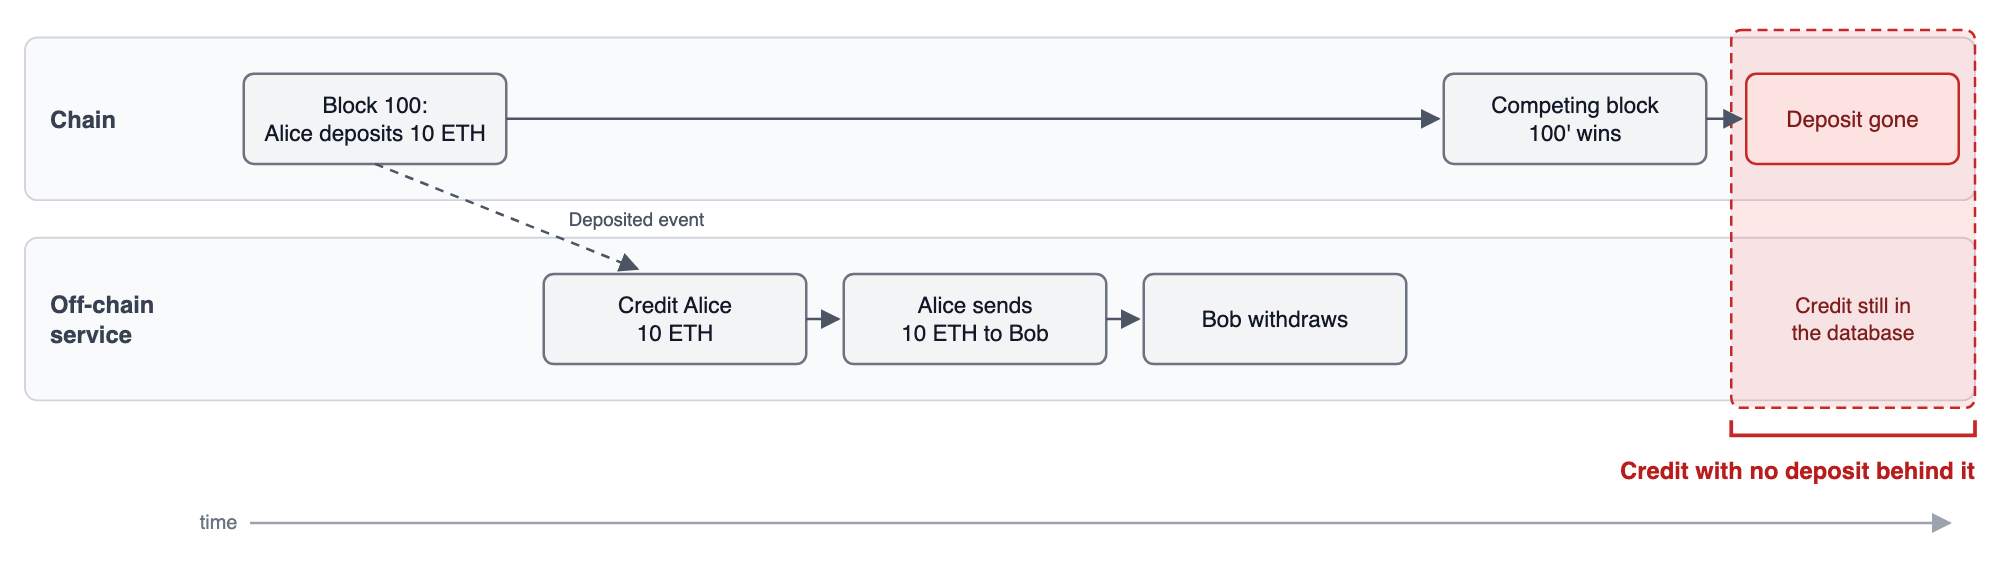 Chain
Block 100:
Alice deposits 10 ETH
Competing block
100' wins
Deposit gone
Deposited event
Off-chain
service
Credit Alice
10 ETH
Alice sends
10 ETH to Bob
Bob withdraws
Credit still in
the database
Credit with no deposit behind it
time